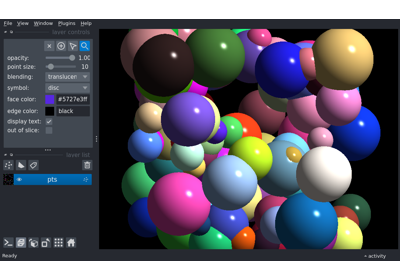 File View Window Plugins Help
layer controls
opacity: 1.00
point size: 10
blending: translucen
symbol: disc
face color: #5727e3ff
edge color: black
display text:
out of slice:
layer list
pts
Ready
activity